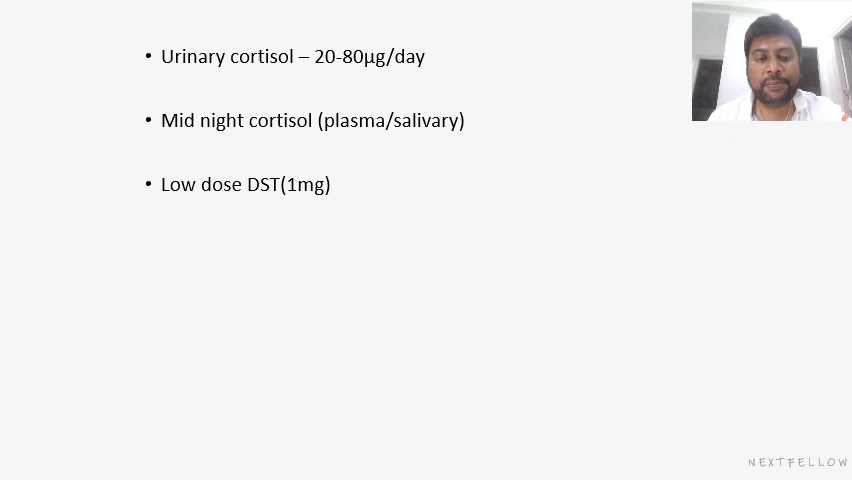 • Urinary cortisol – 20-80µg/day
• Mid night cortisol (plasma/salivary)
• Low dose DST(1mg)
NEXTFELLOW